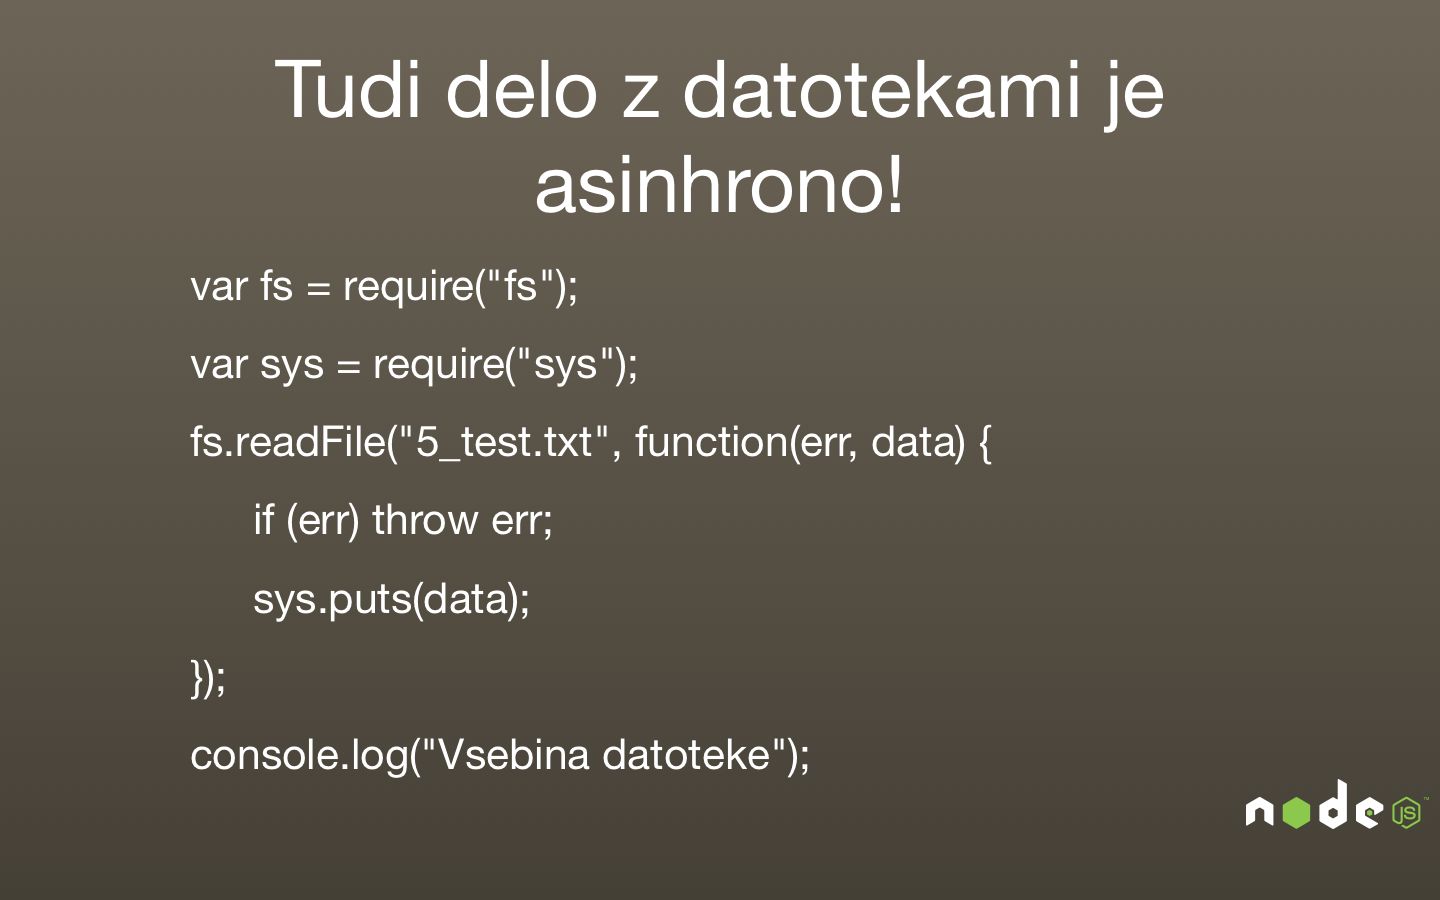 Tudi delo z datotekami je
asinhrono!
var fs = require("fs");
var sys = require("sys");
fs.readFile("5_test.txt", function(err, data) {
if (err) throw err;
sys.puts(data);
});
console.log("Vsebina datoteke");
node JS ™